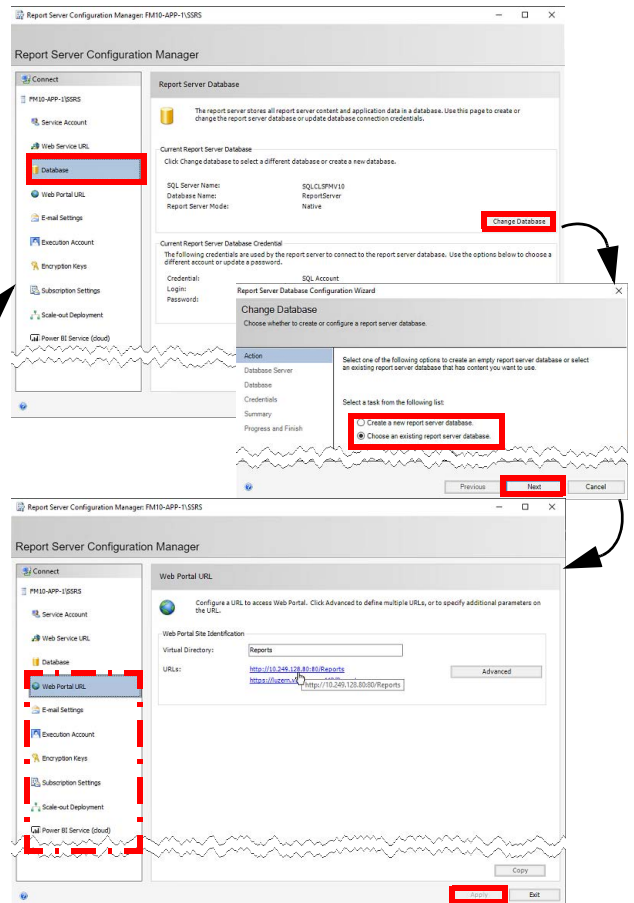 Report Server Configuration Manager: FM10-APP-1\SSRS
Report Server Configuration Manager
Connect
FM10-APP-1\SSRS
Service Account
Web Service URL
Database
Web Portal URL
E-mail Settings
Execution Account
Encryption Keys
Subscription Settings
Scale-out Deployment
Power BI Service (cloud)
Report Server Database
The report server stores all report server content and application data in a database. Use this page to create or
change the report server database or update database connection credentials.
Current Report Server Database
Click Change database to select a different database or create a new database.
SQL Server Name: SQLCLSFMV10
Database Name: ReportServer
Report Server Mode: Native
Change Database
Current Report Server Database Credential
The following credentials are used by the report server to connect to the report server database. Use the options below to choose a
different account or update a password.
Credential: SQL Account
Login:
Password:
Report Server Database Configuration Wizard
Change Database
Choose whether to create or configure a report server database.
Action
Database Server
Database
Credentials
Summary
Progress and Finish
Select one of the following options to create an empty report server database or select
an existing report server database that has content you want to use.
Select a task from the following list:
Create a new report server database.
Choose an existing report server database.
Previous
Next
Cancel
Report Server Configuration Manager: FM10-APP-1\SSRS
Report Server Configuration Manager
Connect
FM10-APP-1\SSRS
Service Account
Web Service URL
Database
Web Portal URL
E-mail Settings
Execution Account
Encryption Keys
Subscription Settings
Scale-out Deployment
Power BI Service (cloud)
Web Portal URL
Configure a URL to access Web Portal. Click Advanced to define multiple URLs, or to specify additional parameters on
the URL.
Web Portal Site Identification
Virtual Directory: Reports
URLs: http://10.249.128.80:80/Reports
Advanced
https://luzern.v
http://10.249.128.80:80/Reports
Copy
Apply
Exit